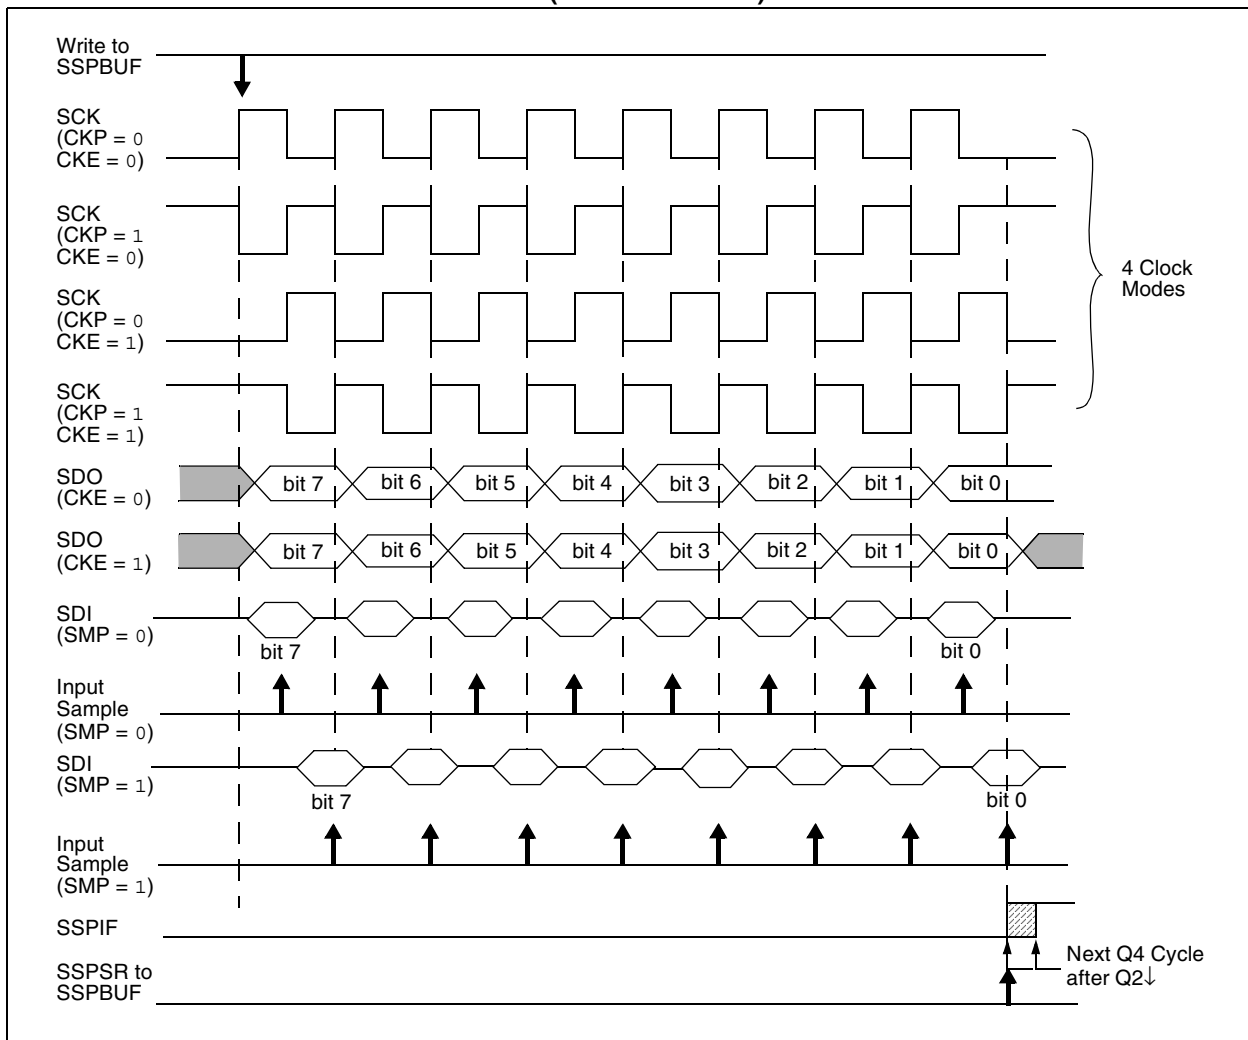 Write to
SSPBUF
SCK
(CKP = 0
CKE = 0)
SCK
(CKP = 1
CKE = 0)
4 Clock
Modes
SCK
(CKP = 0
CKE = 1)
SCK
(CKP = 1
CKE = 1)
SDO
(CKE = 0)
bit 7 bit 6 bit 5 bit 4 bit 3 bit 2 bit 1 bit 0
SDO
(CKE = 1)
bit 7 bit 6 bit 5 bit 4 bit 3 bit 2 bit 1 bit 0
SDI
(SMP = 0)
bit 7 bit 0
Input
Sample
(SMP = 0)
SDI
(SMP = 1)
bit 7 bit 0
Input
Sample
(SMP = 1)
SSPIF
Next Q4 Cycle
after Q2↓
SSPSR to
SSPBUF